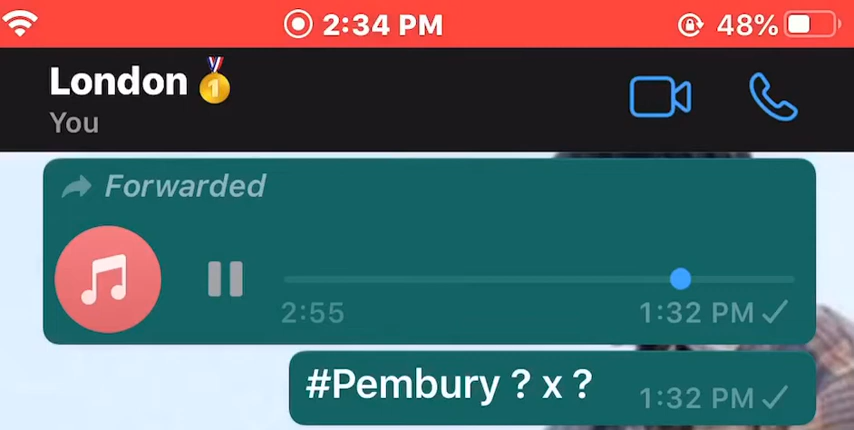 2:34 PM 48%
London🥇
You
Forwarded
2:55 1:32 PM
#Pembury ? x ? 1:32 PM